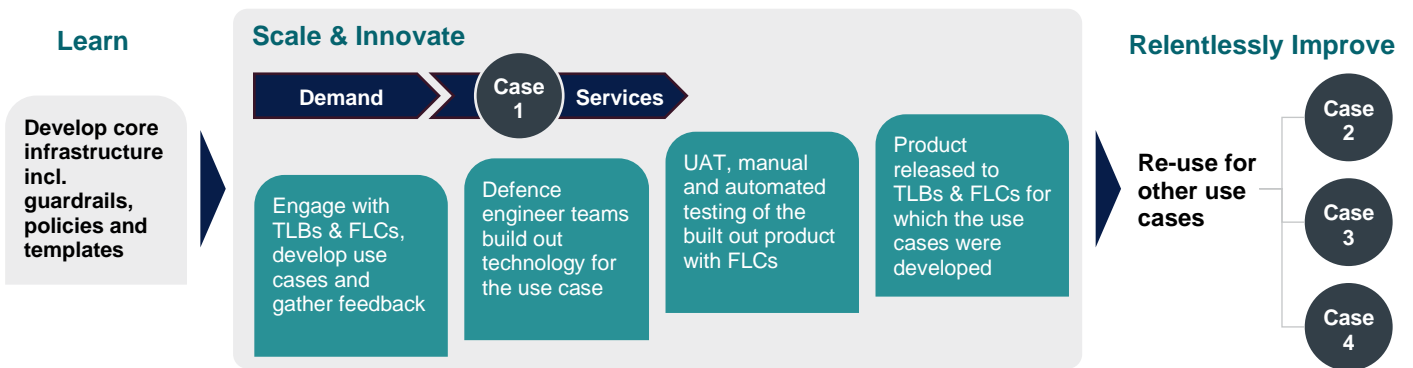 Learn
Develop core
infrastructure
incl.
guardrails,
policies and
templates
Scale & Innovate
Demand
Case
1
Services
Engage with
TLBs & FLCs,
develop use
cases and
gather feedback
Defence
engineer teams
build out
technology for
the use case
UAT, manual
and automated
testing of the
built out product
with FLCs
Product
released to
TLBs & FLCs for
which the use
cases were
developed
Relentlessly Improve
Re-use for
other use
cases
Case
2
Case
3
Case
4